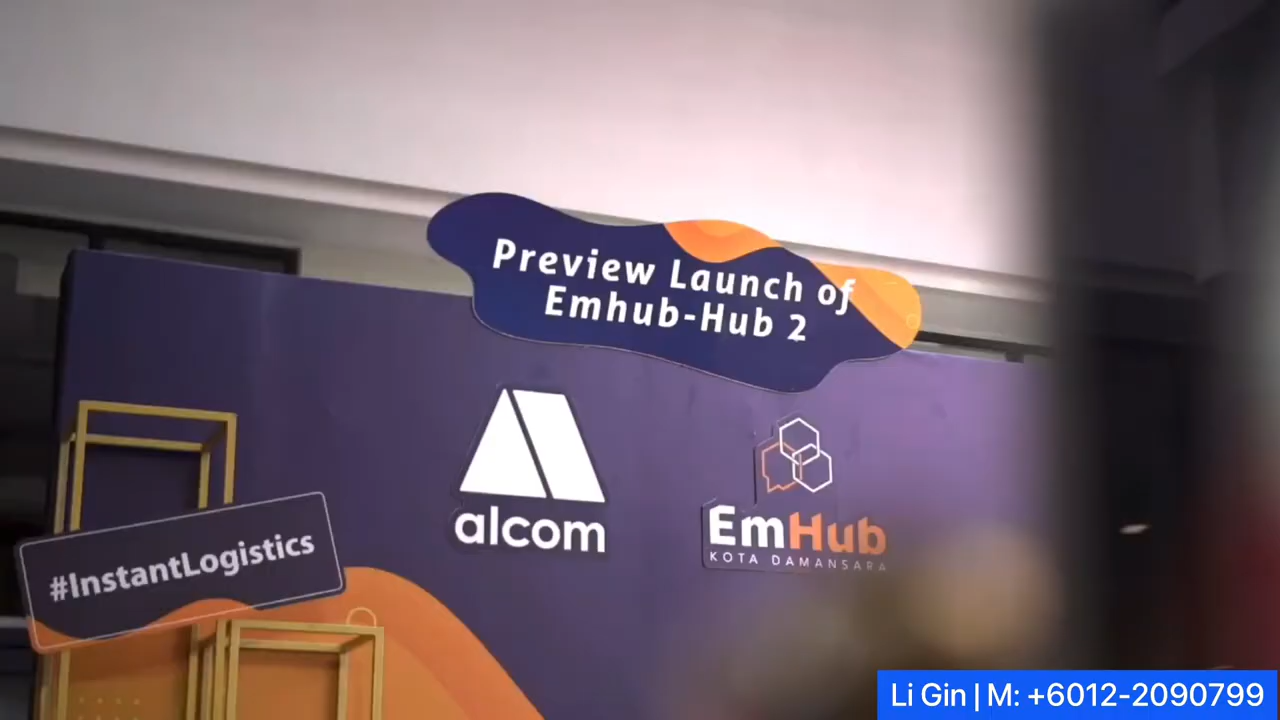 Preview Launch of
Emhub-Hub 2
alcom
EmHub
KOTA DAMANSARA
#InstantLogistics
Li Gin | M: +6012-2090799